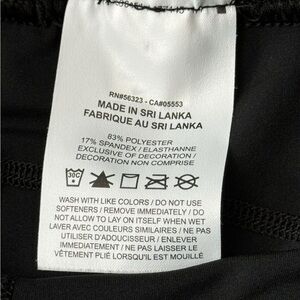 RN#56323 - CA#05553
MADE IN SRI LANKA
FABRIQUE AU SRI LANKA
83% POLYESTER
17% SPANDEX / ELASTHANNE
EXCLUSIVE OF DECORATION /
DECORATION NON COMPRISE
30C
WASH WITH LIKE COLORS / DO NOT USE
SOFTENERS / REMOVE IMMEDIATELY / DO
NOT ALLOW TO LAY ON ITSELF WHEN WET
LAVER AVEC COULEURS SIMILAIRES / NE PAS
UTILISER D'ADOUCISSEUR / ENLEVER
IMMEDIATEMENT / NE PAS LAISSER LE
VÊTEMENT PLIÉ LORSQU'IL EST MOUILLÉ